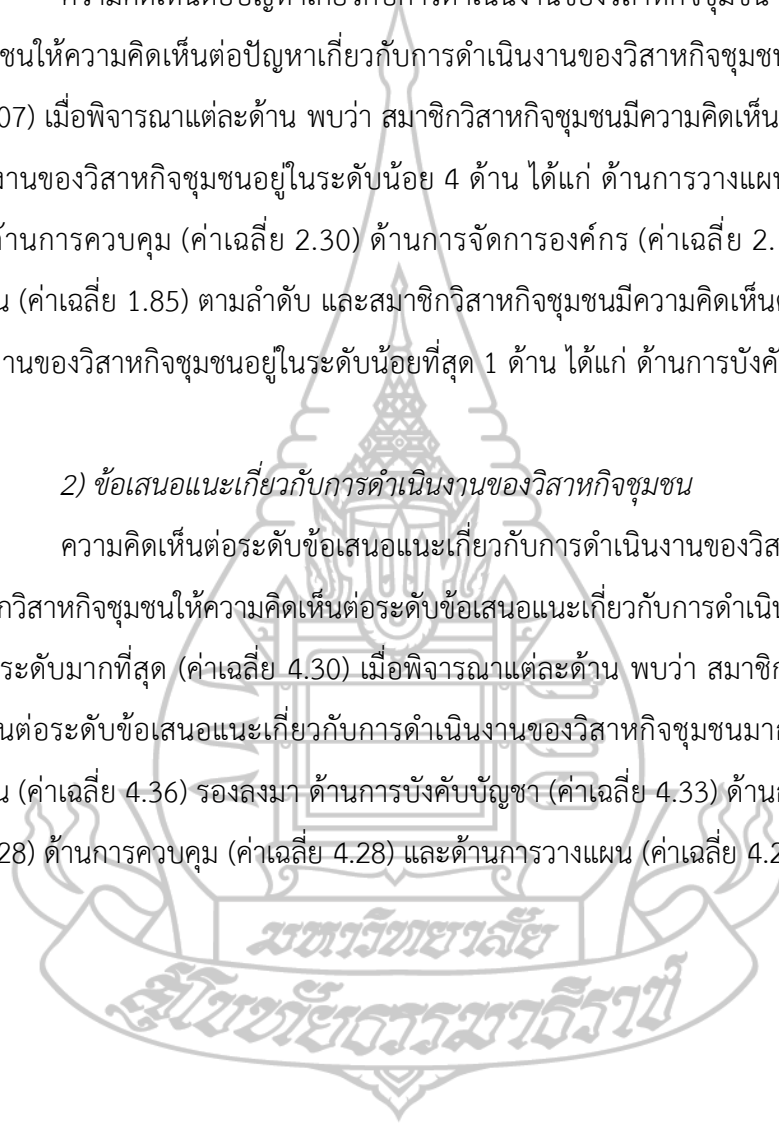 ความคิดเห็นต่อปัญหาเกี่ยวกับการดำเนินงานของวิสาหกิจชุมชน
ชนให้ความคิดเห็นต่อปัญหาเกี่ยวกับการดำเนินงานของวิสาหกิจชุมชน
07) เมื่อพิจารณาแต่ละด้าน พบว่า สมาชิกวิสาหกิจชุมชนมีความคิดเห็น
งานของวิสาหกิจชุมชนอยู่ในระดับน้อย 4 ด้าน ได้แก่ ด้านการวางแผน
ด้านการควบคุม (ค่าเฉลี่ย 2.30) ด้านการจัดการองค์กร (ค่าเฉลี่ย 2.
น (ค่าเฉลี่ย 1.85) ตามลำดับ และสมาชิกวิสาหกิจชุมชนมีความคิดเห็น
งานของวิสาหกิจชุมชนอยู่ในระดับน้อยที่สุด 1 ด้าน ได้แก่ ด้านการบังคับ
2) ข้อเสนอแนะเกี่ยวกับการดำเนินงานของวิสาหกิจชุมชน
ความคิดเห็นต่อระดับข้อเสนอแนะเกี่ยวกับการดำเนินงานของวิส
กวิสาหกิจชุมชนให้ความคิดเห็นต่อระดับข้อเสนอแนะเกี่ยวกับการดำเนิน
ระดับมากที่สุด (ค่าเฉลี่ย 4.30) เมื่อพิจารณาแต่ละด้าน พบว่า สมาชิก
นต่อระดับข้อเสนอแนะเกี่ยวกับการดำเนินงานของวิสาหกิจชุมชนมาก
น (ค่าเฉลี่ย 4.36) รองลงมา ด้านการบังคับบัญชา (ค่าเฉลี่ย 4.33) ด้าน
28) ด้านการควบคุม (ค่าเฉลี่ย 4.28) และด้านการวางแผน (ค่าเฉลี่ย 4.2
มหาวิทยาลัย
สุโขทัยธรรมาธิราช